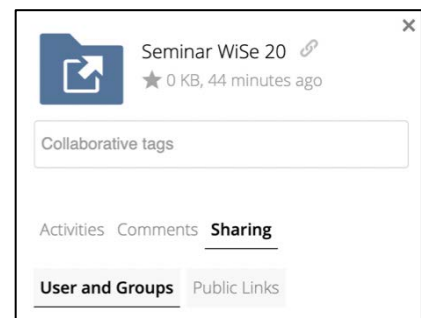 Seminar WiSe 20
0 KB, 44 minutes ago
Collaborative tags
Activities Comments Sharing
User and Groups Public Links